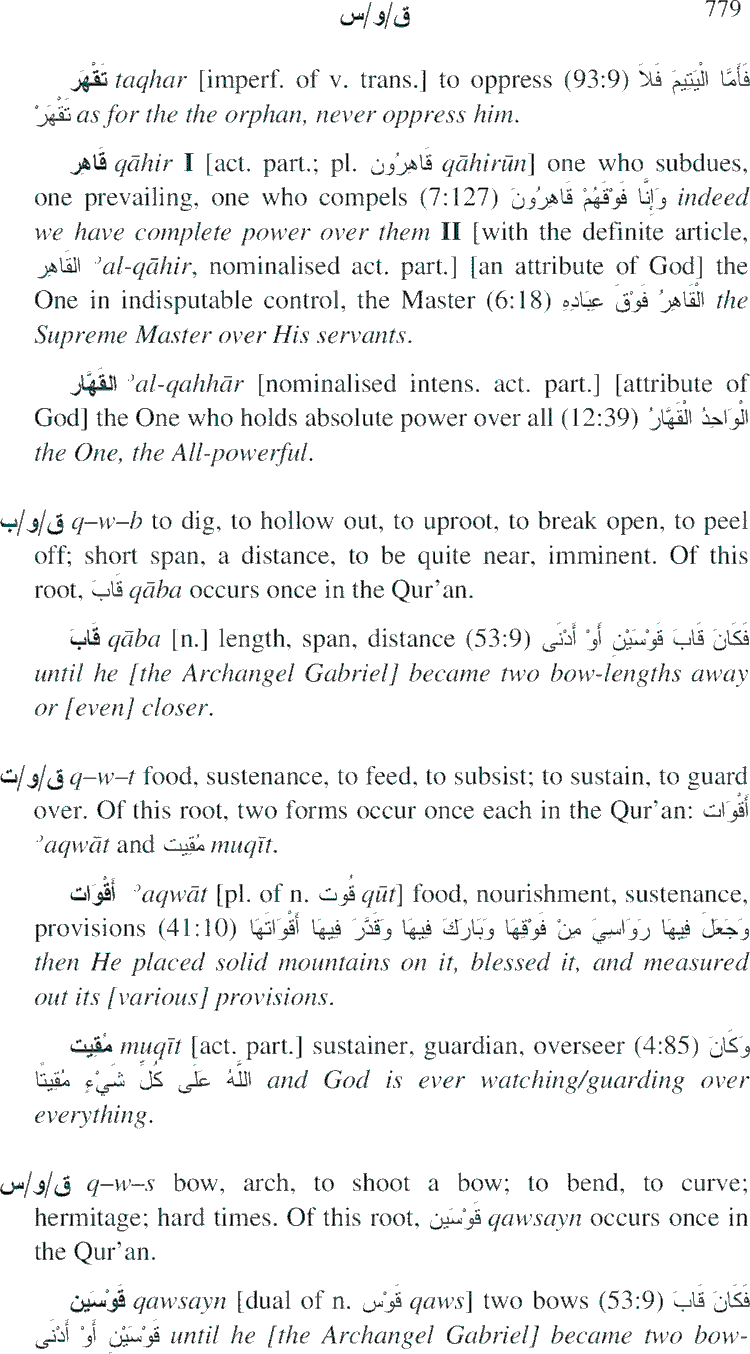 ق/و/س 779
تَقْهَر taqhar [imperf. of v. trans.] to oppress (93:9) فَأَمَّا الْيَتِيمَ فَلَا
تَقْهَرْ as for the the orphan, never oppress him.
قَاهِر qāhir I [act. part.; pl. قَاهِرُون qāhirūn] one who subdues,
one prevailing, one who compels (7:127) وَإِنَّا فَوْقَهُمْ قَاهِرُونَ indeed
we have complete power over them II [with the definite article,
القَاهِر ʾal-qāhir, nominalised act. part.] [an attribute of God] the
One in indisputable control, the Master (6:18) الْقَاهِرُ فَوْقَ عِبَادِهِ the
Supreme Master over His servants.
القَهَّار ʾal-qahhār [nominalised intens. act. part.] [attribute of
God] the One who holds absolute power over all (12:39) الْوَاحِدُ الْقَهَّارُ
the One, the All-powerful.
ق/و/ب q–w–b to dig, to hollow out, to uproot, to break open, to peel
off; short span, a distance, to be quite near, imminent. Of this
root, قَابَ qāba occurs once in the Qur'an.
قَابَ qāba [n.] length, span, distance (53:9) فَكَانَ قَابَ قَوْسَيْنِ أَوْ أَدْنَى
until he [the Archangel Gabriel] became two bow-lengths away
or [even] closer.
ق/و/ت q–w–t food, sustenance, to feed, to subsist; to sustain, to guard
over. Of this root, two forms occur once each in the Qur'an: أَقْوَات
ʾaqwāt and مُقِيت muqīt.
أَقْوَات ʾaqwāt [pl. of n. قُوت qūt] food, nourishment, sustenance,
provisions (41:10) وَجَعَلَ فِيهَا رَوَاسِيَ مِنْ فَوْقِهَا وَبَارَكَ فِيهَا وَقَدَّرَ فِيهَا أَقْوَاتَهَا
then He placed solid mountains on it, blessed it, and measured
out its [various] provisions.
مُقِيت muqīt [act. part.] sustainer, guardian, overseer (4:85) وَكَانَ
اللَّهُ عَلَى كُلِّ شَيْءٍ مُقِيتًا and God is ever watching/guarding over
everything.
ق/و/س q–w–s bow, arch, to shoot a bow; to bend, to curve;
hermitage; hard times. Of this root, قَوْسَين qawsayn occurs once in
the Qur'an.
قَوْسَين qawsayn [dual of n. قَوْس qaws] two bows (53:9) فَكَانَ قَابَ
قَوْسَيْنِ أَوْ أَدْنَى until he [the Archangel Gabriel] became two bow-